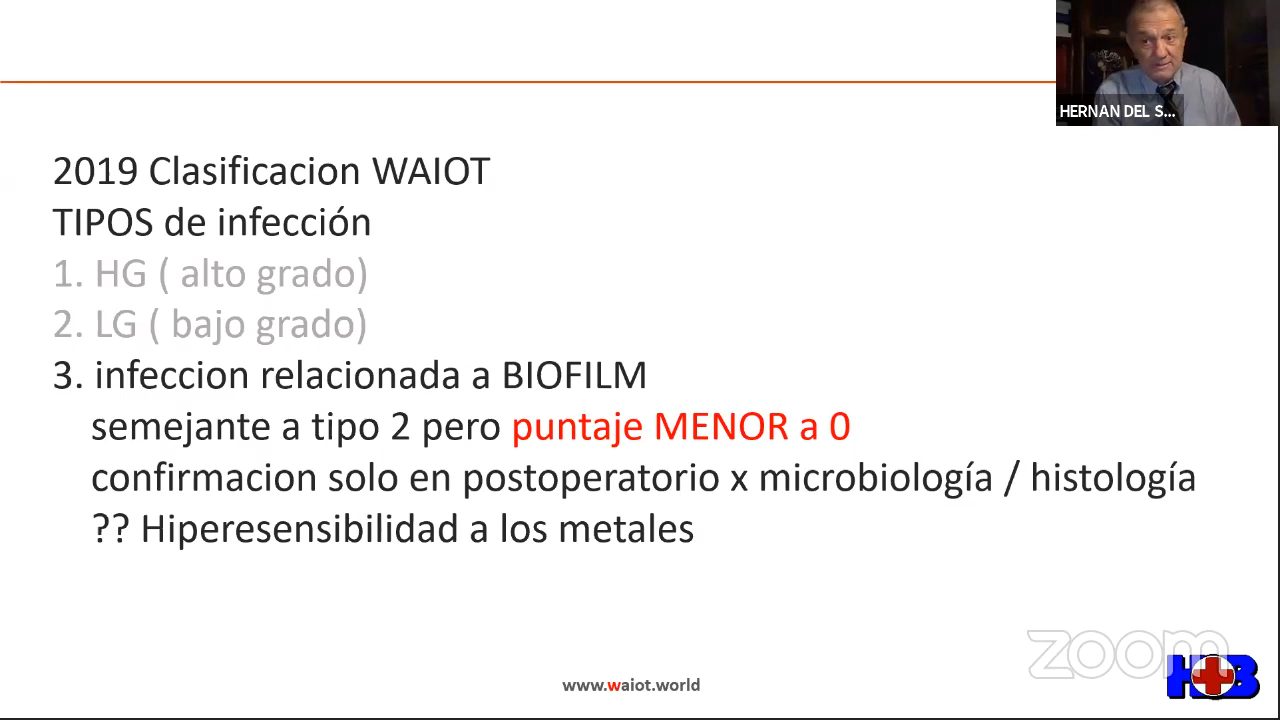 HERNAN DEL S...
2019 Clasificacion WAIOT
TIPOS de infección
1. HG ( alto grado)
2. LG ( bajo grado)
3. infeccion relacionada a BIOFILM
semejante a tipo 2 pero puntaje MENOR a 0
confirmacion solo en postoperatorio x microbiología / histología
?? Hiperesensibilidad a los metales
zoom
www.waiot.world
H B